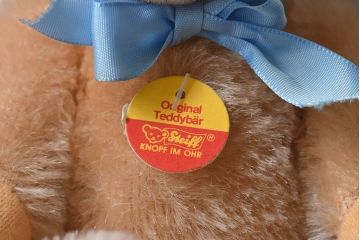 Original
Teddybär
Steiff®
KNOPF IM OHR